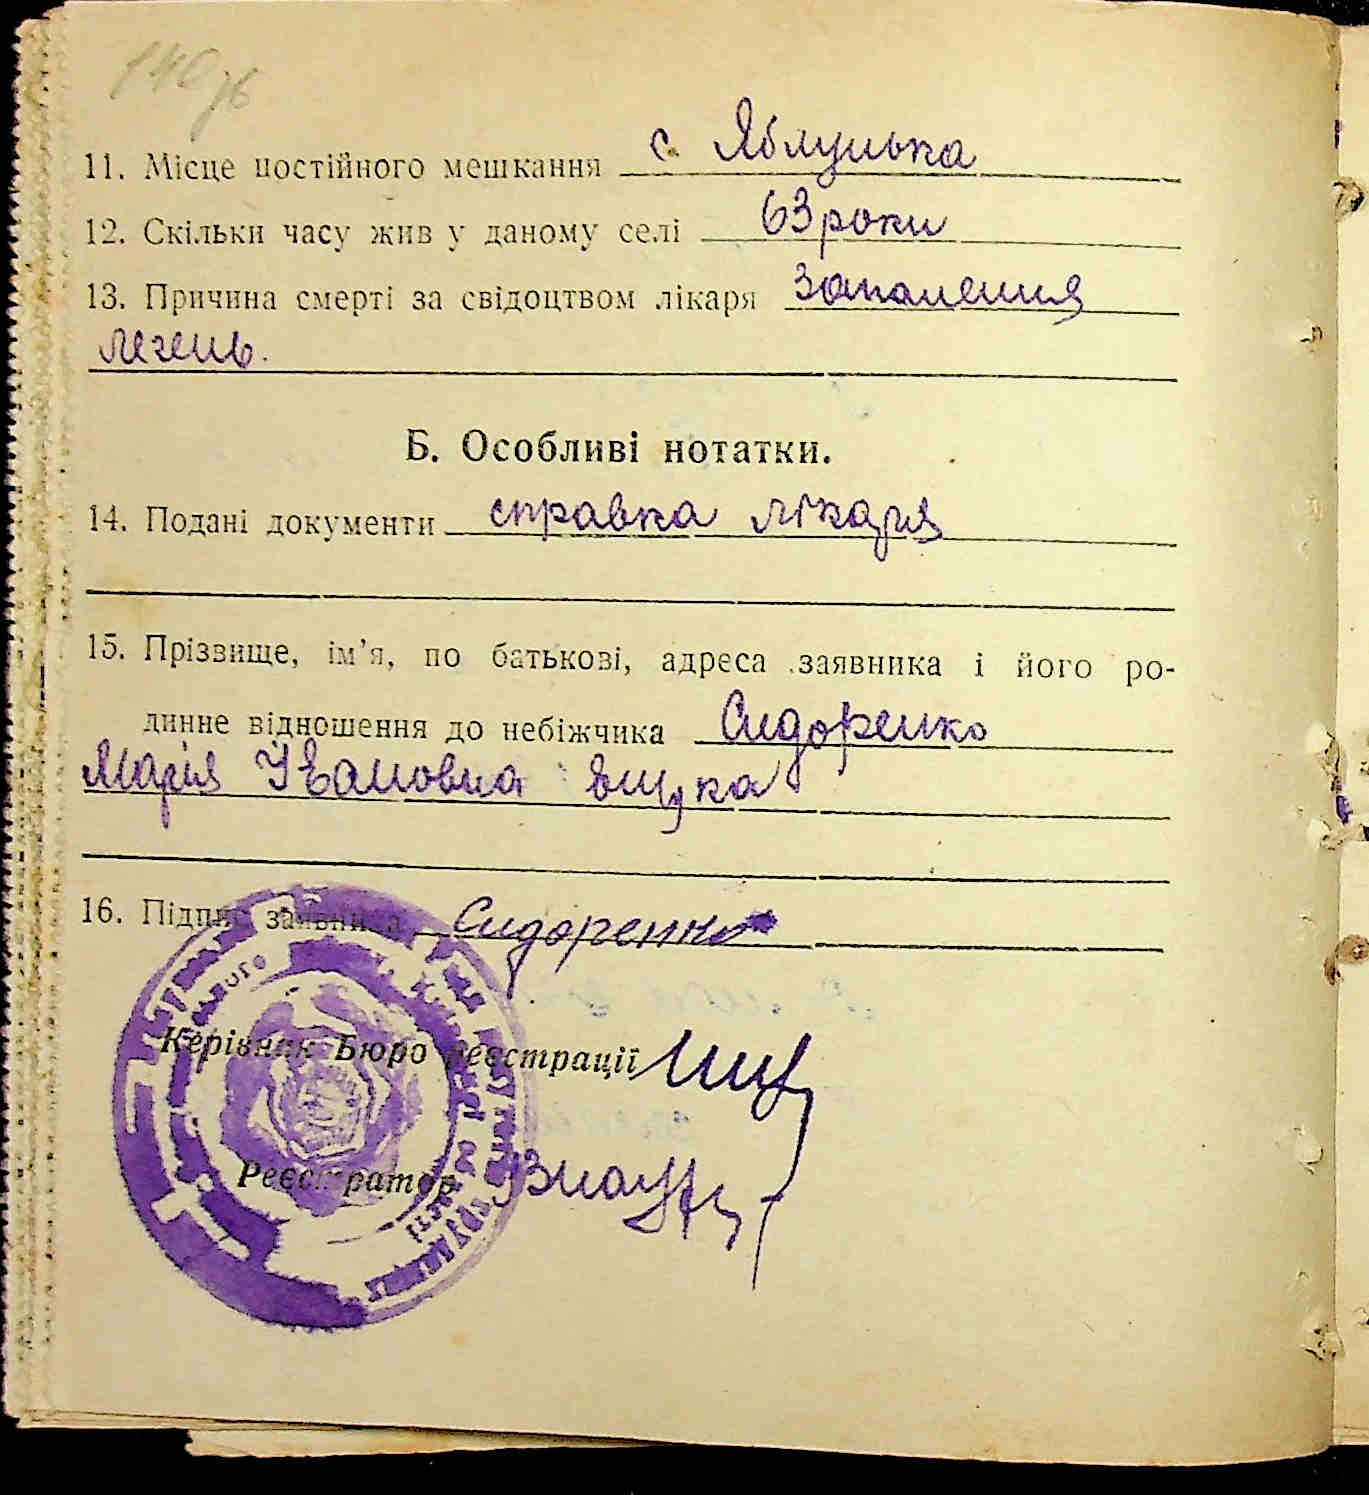 140 зв
11. Місце постійного мешкання с. Яблунька
12. Скільки часу жив у даному селі 63 роки
13. Причина смерті за свідоцтвом лікаря Запалення
легень.
Б. Особливі нотатки.
14. Подані документи справка лікаря
15. Прізвище, ім’я, по батькові, адреса заявника і його ро-
динне відношення до небіжчика Сидоренко
Марія Івановна внучка
16. Підпис заявника Сидоренко
Керівник Бюро реєстрації
Реєстратор